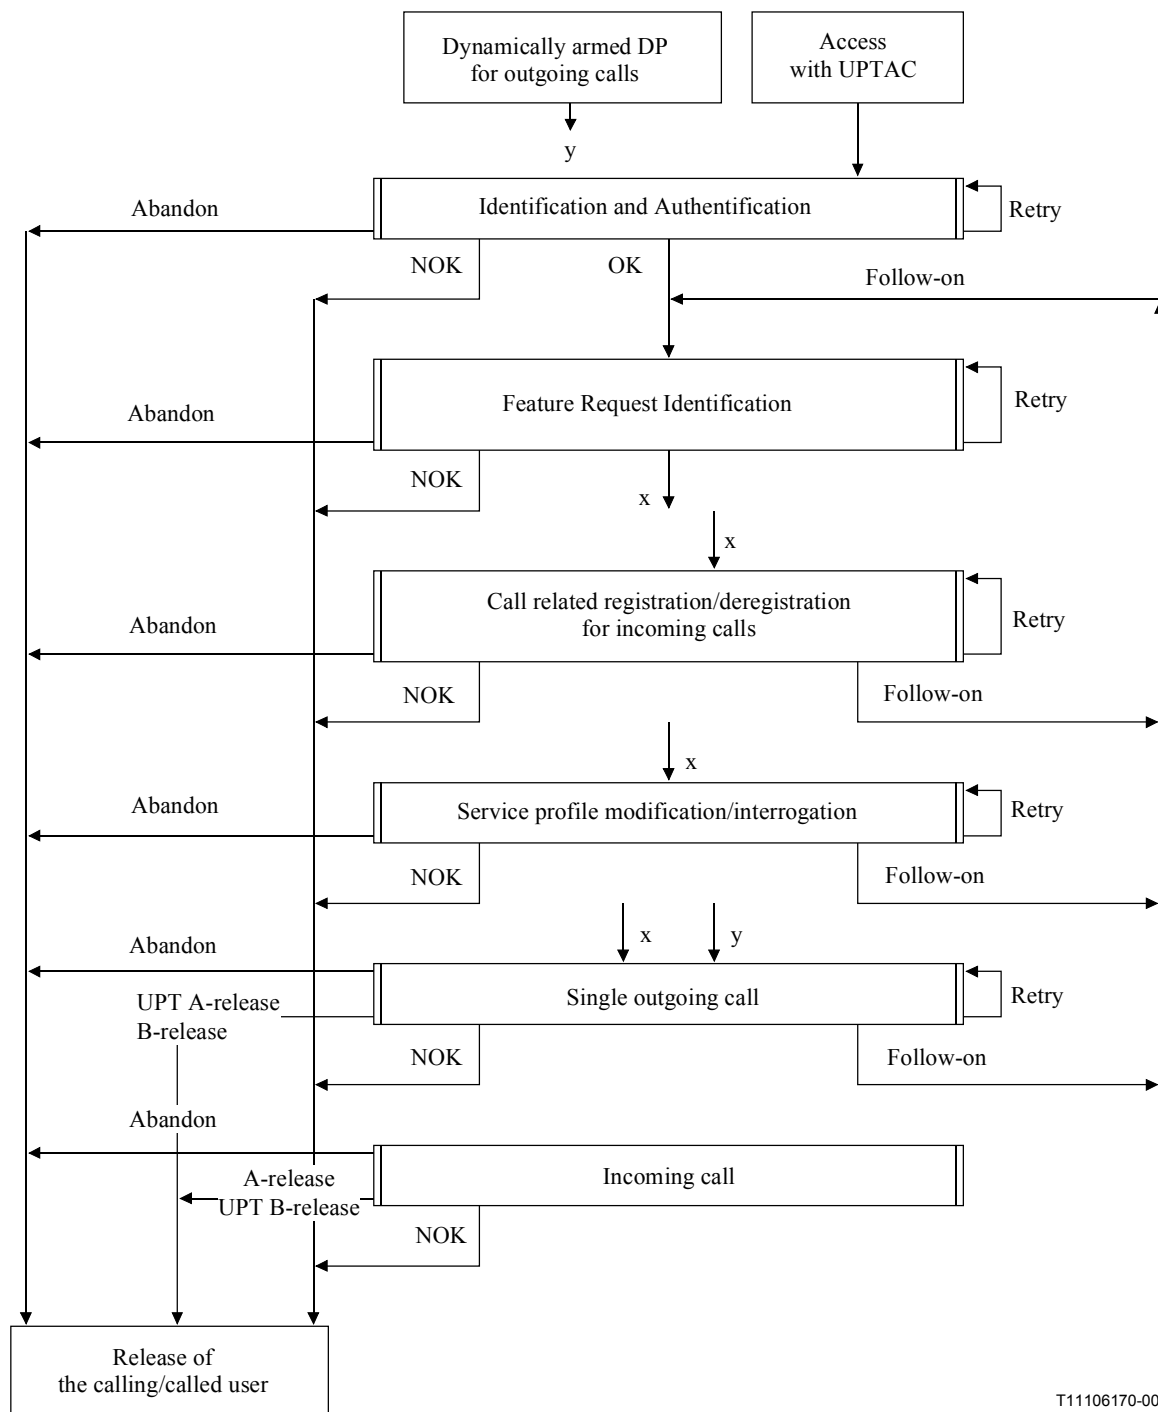 Dynamically armed DP
for outgoing calls
Access
with UPTAC
y
Identification and Authentification
Abandon
Retry
NOK
OK
Follow-on
Feature Request Identification
Abandon
Retry
NOK
x
x
Call related registration/deregistration
for incoming calls
Abandon
Retry
NOK
Follow-on
x
Service profile modification/interrogation
Abandon
Retry
NOK
Follow-on
x
y
Abandon
Single outgoing call
Retry
UPT A-release
B-release
NOK
Follow-on
Abandon
Incoming call
A-release
UPT B-release
NOK
Release of
the calling/called user
T11106170-00